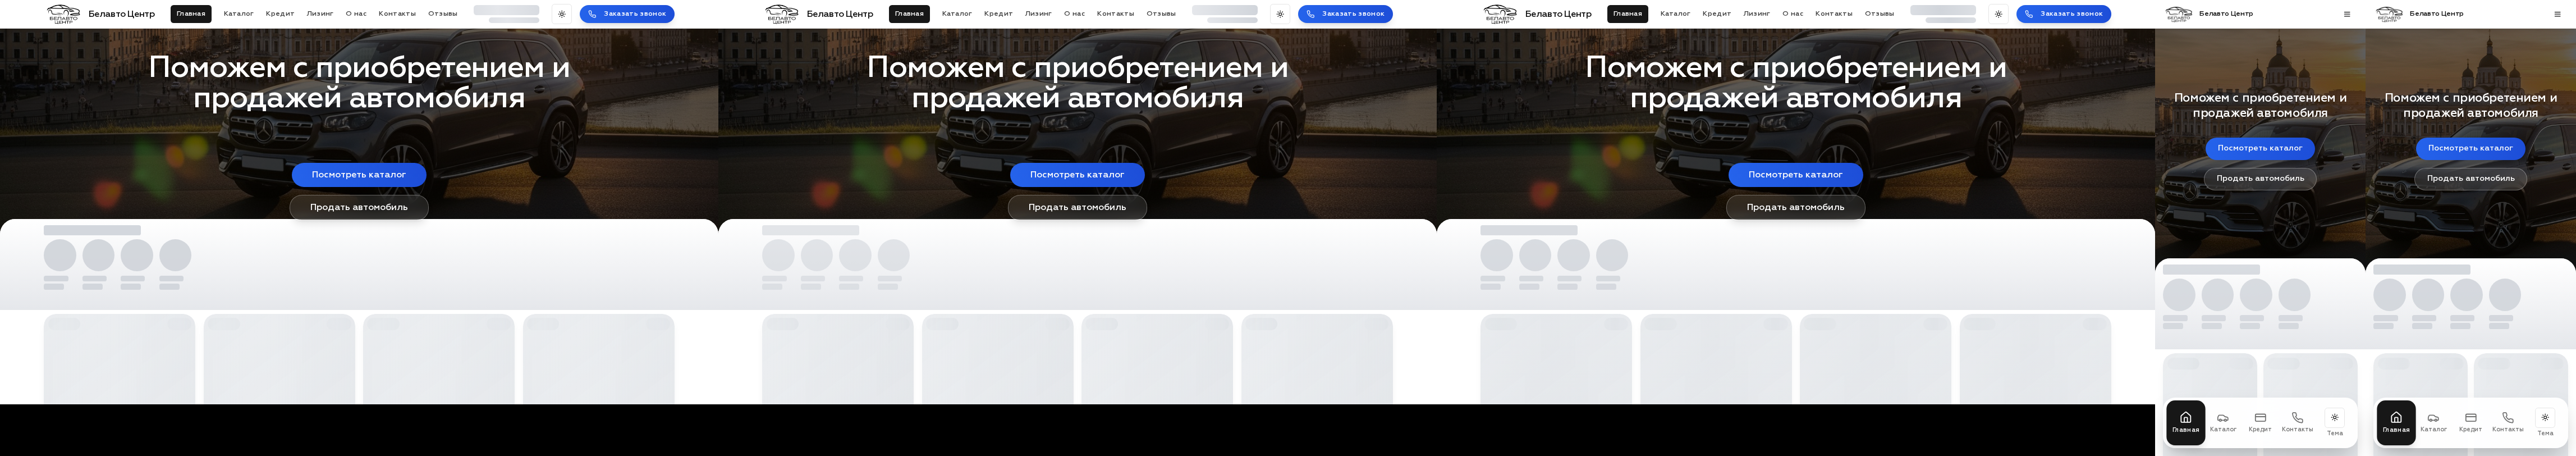 БЕЛАВТО ЦЕНТР
Белавто Центр
Главная
Каталог
Кредит
Лизинг
О нас
Контакты
Отзывы
Заказать звонок
Поможем с приобретением и
продажей автомобиля
Посмотреть каталог
Продать автомобиль
БЕЛАВТО ЦЕНТР
Белавто Центр
Главная
Каталог
Кредит
Лизинг
О нас
Контакты
Отзывы
Заказать звонок
Поможем с приобретением и
продажей автомобиля
Посмотреть каталог
Продать автомобиль
БЕЛАВТО ЦЕНТР
Белавто Центр
Главная
Каталог
Кредит
Лизинг
О нас
Контакты
Отзывы
Заказать звонок
Поможем с приобретением и
продажей автомобиля
Посмотреть каталог
Продать автомобиль
БЕЛАВТО ЦЕНТР
Белавто Центр
Поможем с приобретением и
продажей автомобиля
Посмотреть каталог
Продать автомобиль
Главная
Каталог
Кредит
Контакты
Тема
БЕЛАВТО ЦЕНТР
Белавто Центр
Поможем с приобретением и
продажей автомобиля
Посмотреть каталог
Продать автомобиль
Главная
Каталог
Кредит
Контакты
Тема